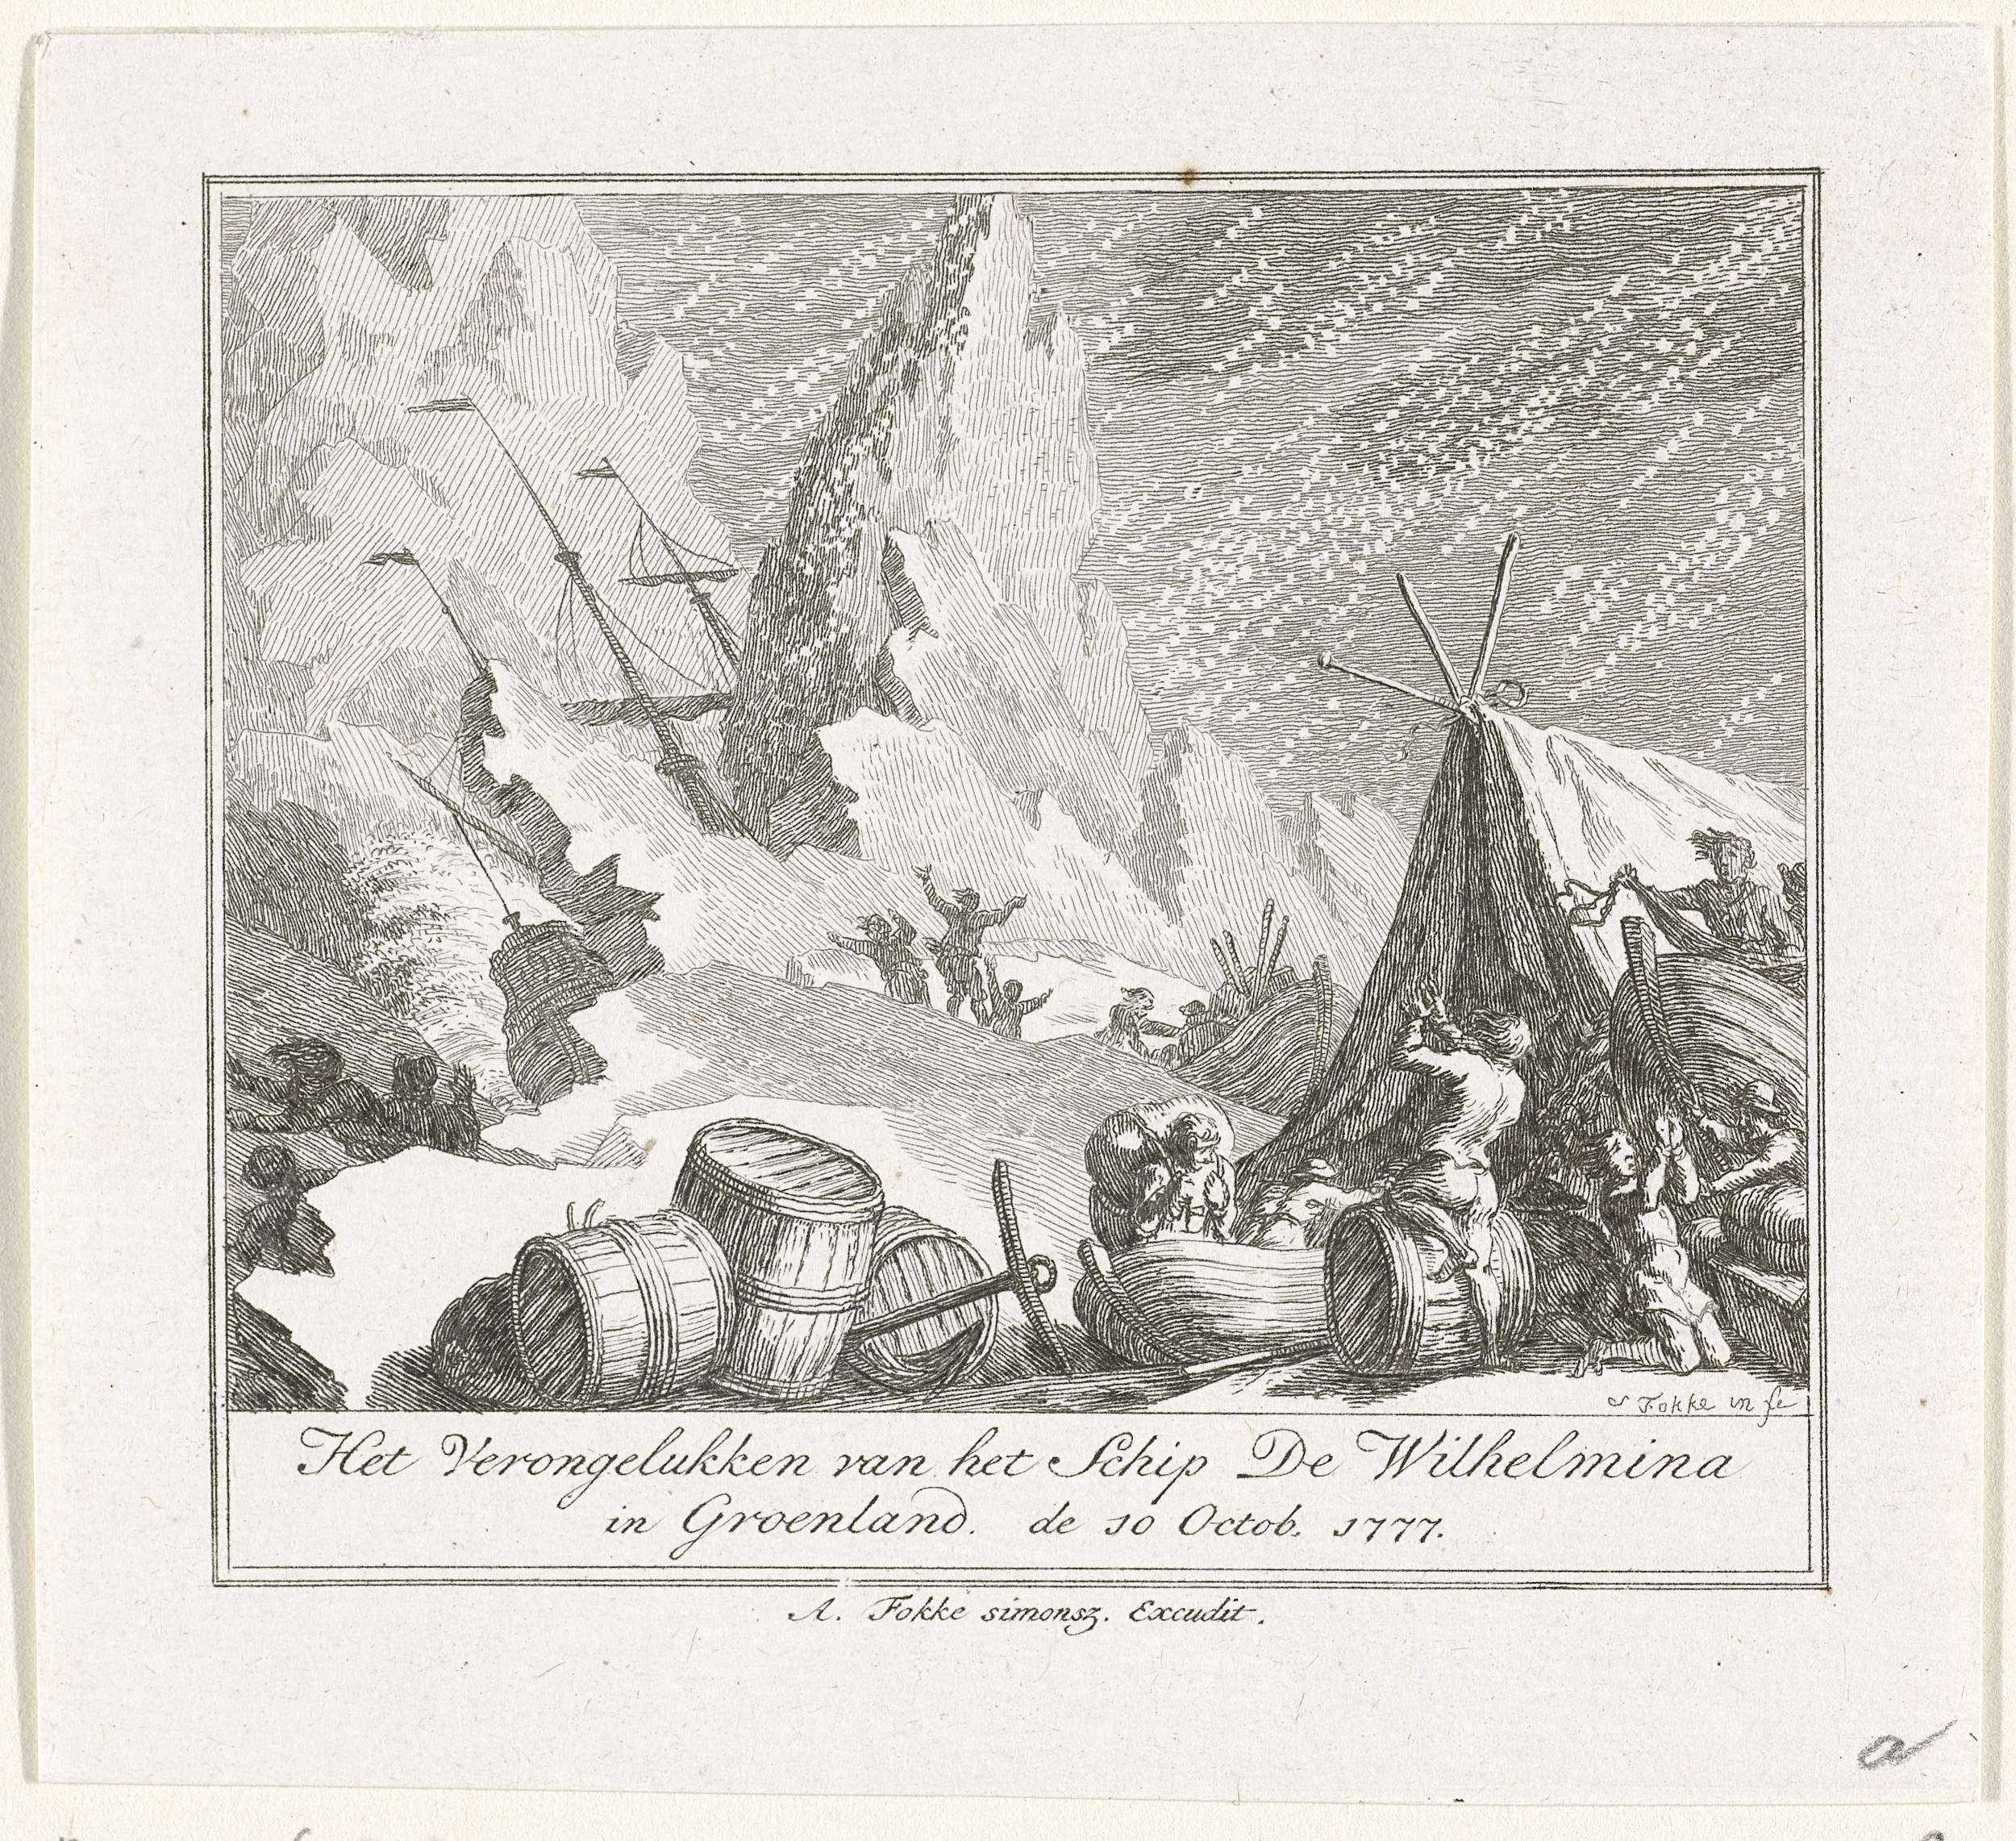 S Fokke in fe
Het Verongelukken van het Schip De Wilhelmina
in Groenland. de 10 Octob. 1777.
A. Fokke simonsz. Excudit.
a